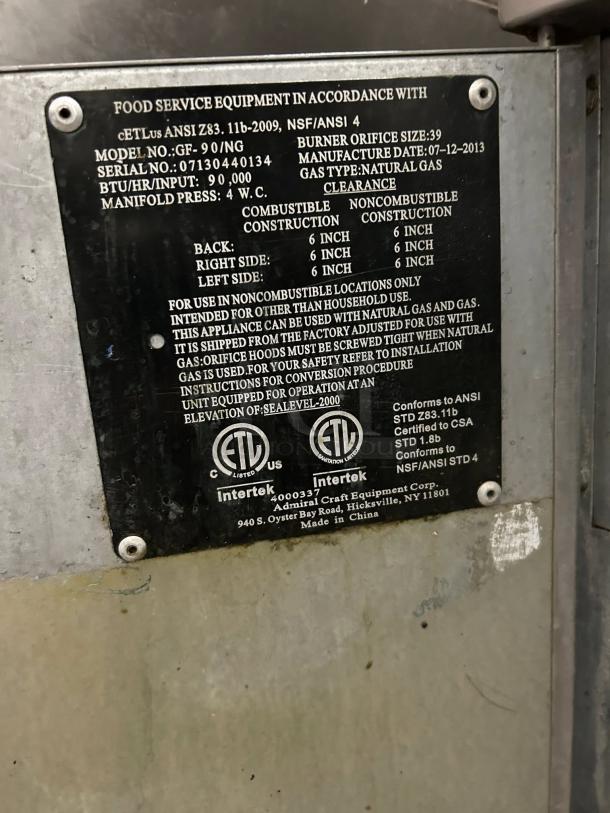 FOOD SERVICE EQUIPMENT IN ACCORDANCE WITH
cETLus ANSI Z83. 11b-2009, NSF/ANSI 4
MODEL NO.:GF- 90/NG BURNER ORIFICE SIZE:39
SERIAL NO.:07130440134 MANUFACTURE DATE:07-12-2013
BTU/HR/INPUT: 90,000 GAS TYPE:NATURAL GAS
MANIFOLD PRESS: 4 W.C. CLEARANCE
COMBUSTIBLE NONCOMBUSTIBLE
CONSTRUCTION CONSTRUCTION
BACK: 6 INCH 6 INCH
RIGHT SIDE: 6 INCH 6 INCH
LEFT SIDE: 6 INCH 6 INCH
FOR USE IN NONCOMBUSTIBLE LOCATIONS ONLY
INTENDED FOR OTHER THAN HOUSEHOLD USE.
THIS APPLIANCE CAN BE USED WITH NATURAL GAS AND GAS.
IT IS SHIPPED FROM THE FACTORY ADJUSTED FOR USE WITH
GAS:ORIFICE HOODS MUST BE SCREWED TIGHT WHEN NATURAL
GAS IS USED.FOR YOUR SAFETY REFER TO INSTALLATION
INSTRUCTIONS FOR CONVERSION PROCEDURE
UNIT EQUIPPED FOR OPERATION AT AN
ELEVATION OF:SEALEVEL-2000
Conforms to ANSI
STD Z83.11b
Certified to CSA
STD 1.8b
Conforms to
NSF/ANSI STD 4
ETL
LISTED
C US
Intertek
ETL
SANITATION LISTED
Intertek
4000337
Admiral Craft Equipment Corp.
940 S. Oyster Bay Road, Hicksville, NY 11801
Made in China